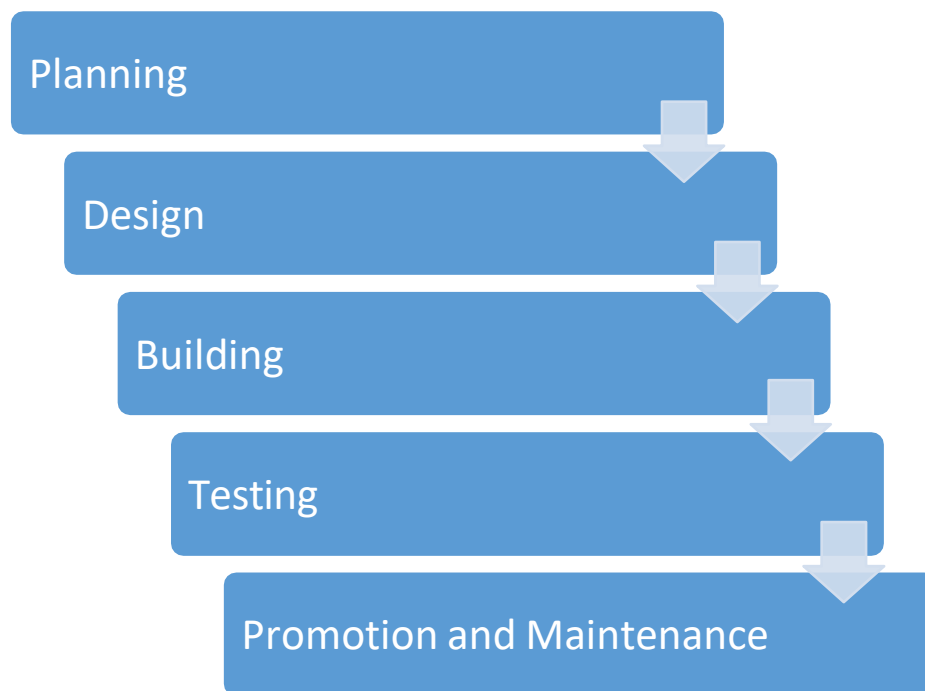 Planning
Design
Building
Testing
Promotion and Maintenance